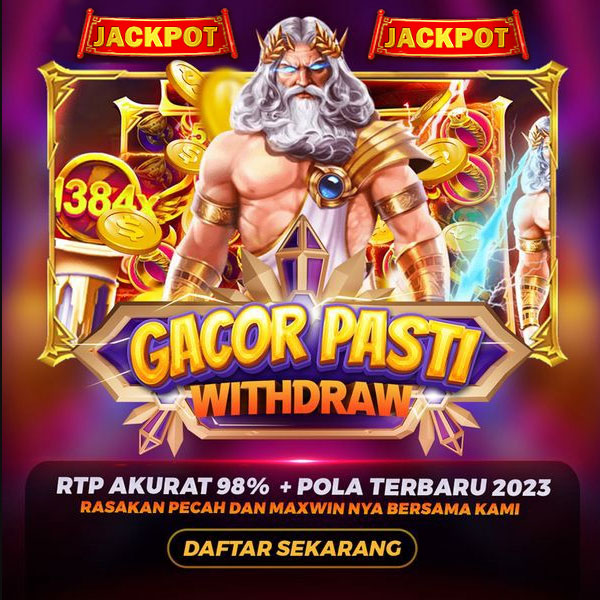 JACKPOT JACKPOT
1384x
GACOR PASTI
WITHDRAW
RTP AKURAT 98% + POLA TERBARU 2023
RASAKAN PECAH DAN MAXWIN NYA BERSAMA KAMI
DAFTAR SEKARANG